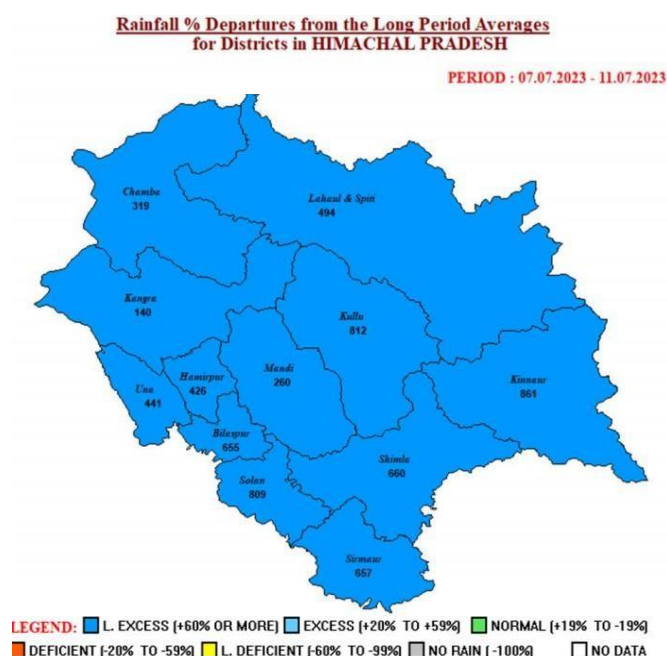 Rainfall % Departures from the Long Period Averages
for Districts in HIMACHAL PRADESH
PERIOD : 07.07.2023 - 11.07.2023
Chamba
319
Lahaul & Spiti
494
Kangra
140
Kullu
812
Mandi
260
Kinnaur
861
Una
441
Hamirpur
426
Bilaspur
655
Shimla
660
Solan
809
Sirmaur
657
LEGEND: L. EXCESS (+60% OR MORE) EXCESS (+20% TO +59%) NORMAL (+19% TO -19%)
DEFICIENT (-20% TO -59%) L. DEFICIENT (-60% TO -99%) NO RAIN (-100%) NO DATA